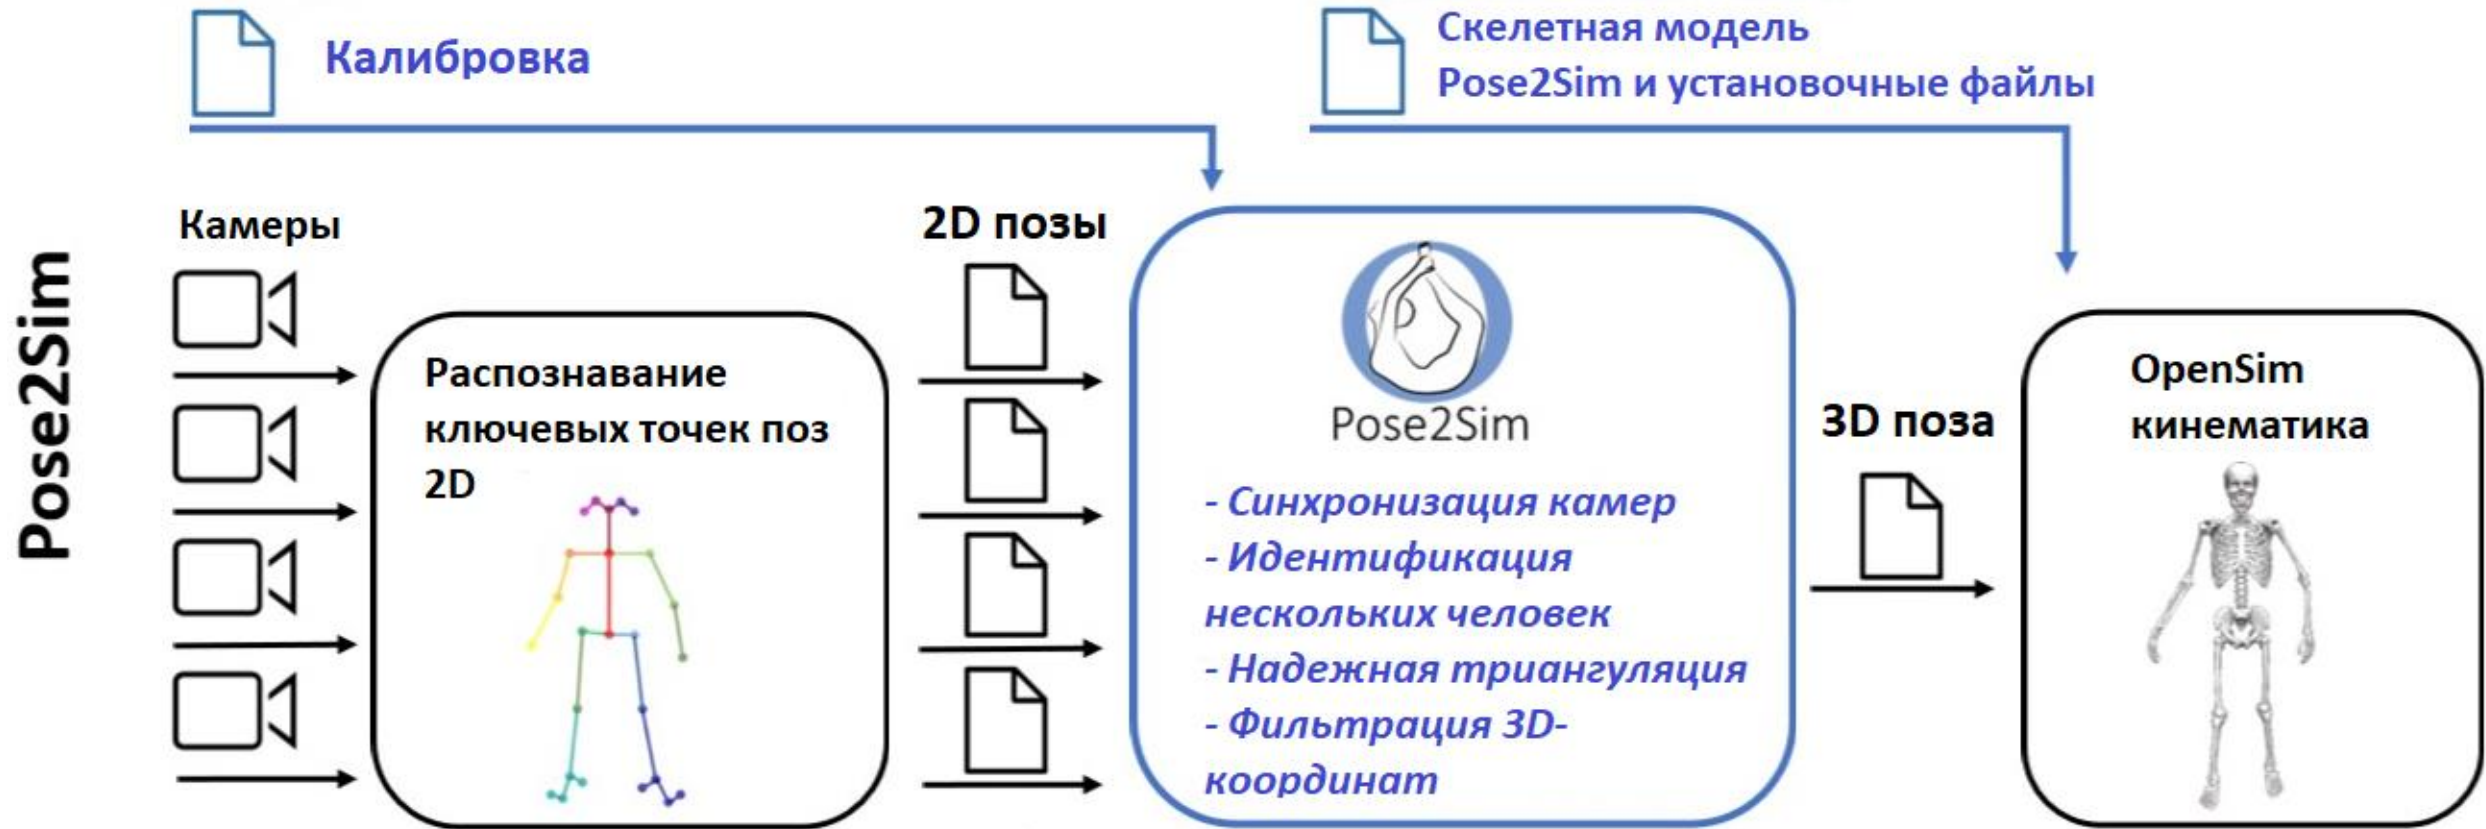 Калибровка
Скелетная модель
Pose2Sim и установочные файлы
Pose2Sim
Камеры
Распознавание
ключевых точек поз
2D
2D позы
Pose2Sim
- Синхронизация камер
- Идентификация
нескольких человек
- Надежная триангуляция
- Фильтрация 3D-
координат
3D поза
OpenSim
кинематика